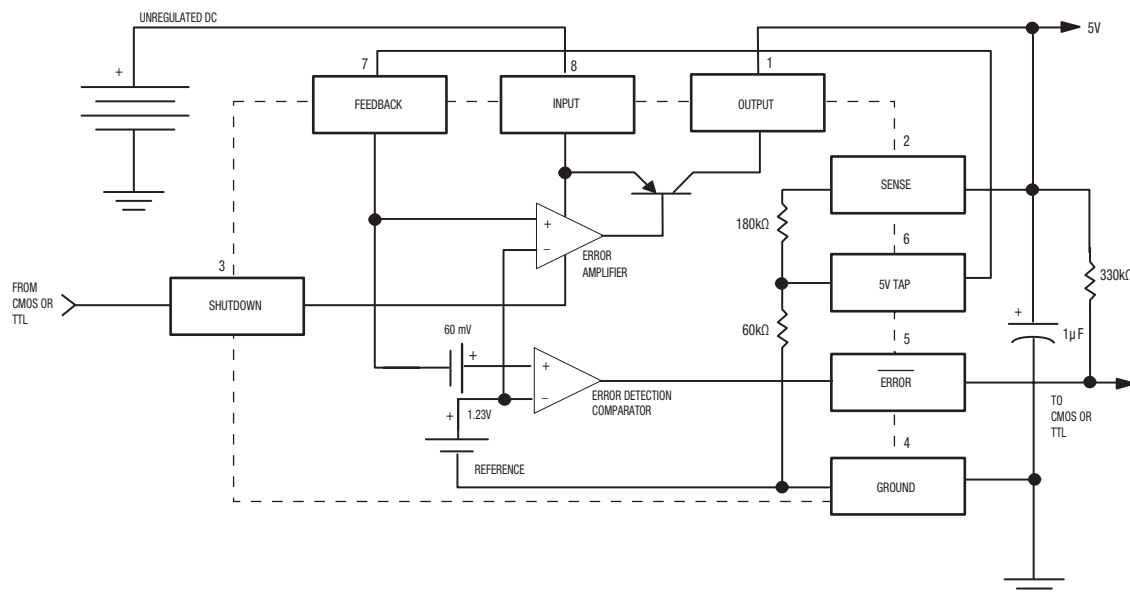 UNREGULATED DC
5V
+
7
8
1
FEEDBACK
INPUT
OUTPUT
2
SENSE
180kΩ
+
−
ERROR
AMPLIFIER
6
5V TAP
330kΩ
3
FROM
CMOS OR
TTL
SHUTDOWN
60kΩ
+
1µF
60 mV
+
+
−
5
ERROR
ERROR DETECTION
COMPARATOR
+
1.23V
TO
CMOS OR
TTL
4
REFERENCE
GROUND